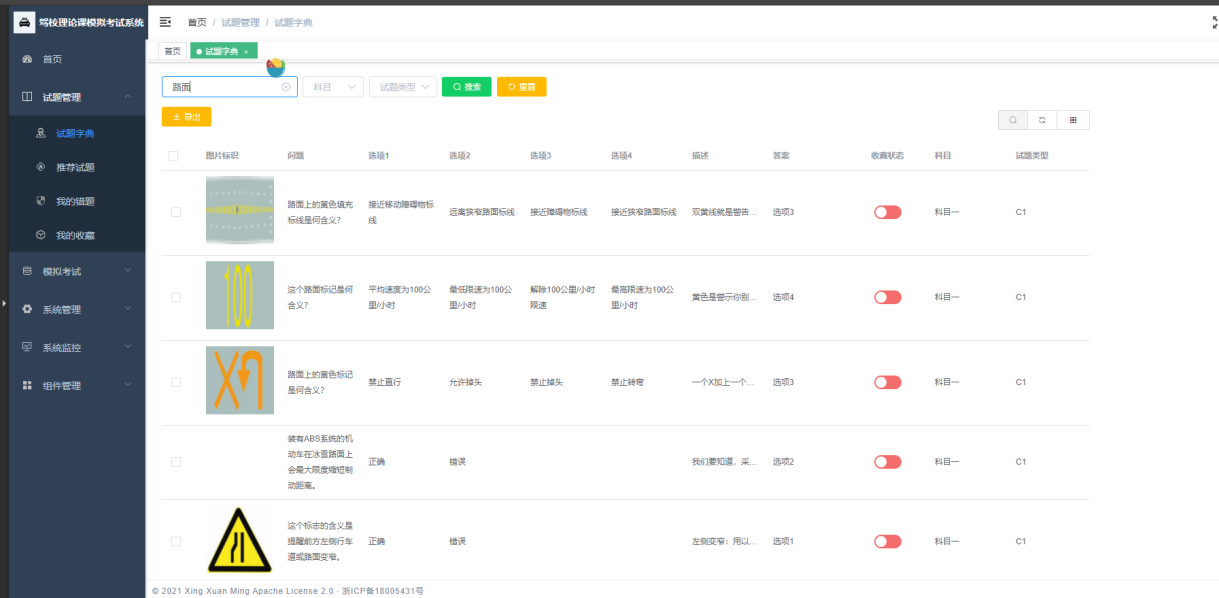 驾校理论课模拟考试系统
首页 / 试题管理 / 试题字典
首页
试题字典 ×
首页
试题管理
试题字典
推荐试题
我的错题
我的收藏
模拟考试
系统管理
系统监控
组件管理
路面
科目
试题类型
搜索
重置
导出
图片标识 问题 选项1 选项2 选项3 选项4 描述 答案 收藏状态 科目 试题类型
路面上的黄色填充
标线是何含义?
接近移动障碍物标
线
远离狭窄路面标线 接近障碍物标线 接近狭窄路面标线 双黄线就是警告... 选项3 科目一 C1
100
这个路面标记是何
含义?
平均速度为100公
里/小时
最低限速为100公
里/小时
解除100公里/小时
限速
最高限速为100公
里/小时
黄色是警示你别... 选项4 科目一 C1
路面上的黄色标记
是何含义?
禁止直行 允许掉头 禁止掉头 禁止转弯 一个X加上一个... 选项3 科目一 C1
装有ABS系统的机
动车在冰雪路面上
会最大限度缩短制
动距离。
正确 错误 我们要知道，采... 选项2 科目一 C1
这个标志的含义是
提醒前方左侧行车
道或路面变窄。
正确 错误 左侧变窄：用以... 选项1 科目一 C1
© 2021 Xing Xuan Ming Apache License 2.0 · 浙ICP备18005431号